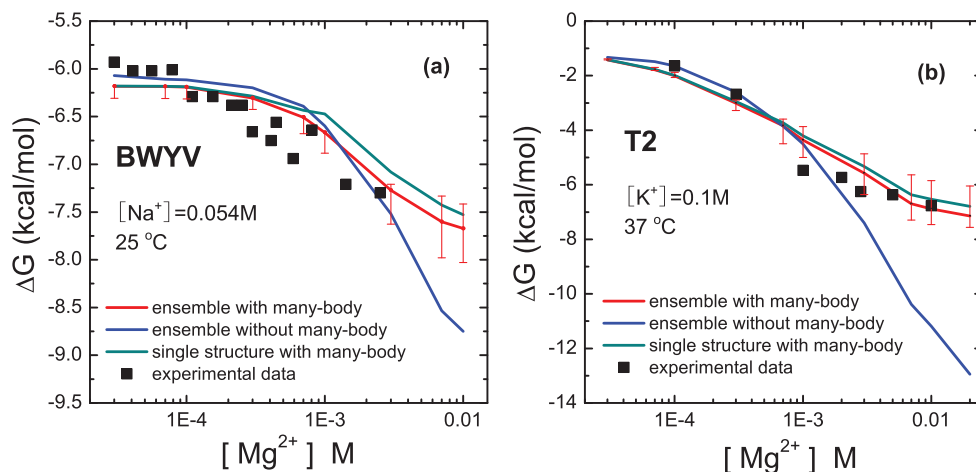 -5.5
-6.0
-6.5
-7.0
-7.5
-8.0
-8.5
-9.0
-9.5
ΔG (kcal/mol)
(a)
BWYV
[Na⁺]=0.054M
25 °C
ensemble with many-body
ensemble without many-body
single structure with many-body
experimental data
1E-4 1E-3 0.01
[ Mg²⁺ ] M
0
-2
-4
-6
-8
-10
-12
-14
ΔG (kcal/mol)
(b)
T2
[K⁺]=0.1M
37 °C
ensemble with many-body
ensemble without many-body
single structure with many-body
experimental data
1E-4 1E-3 0.01
[ Mg²⁺ ] M